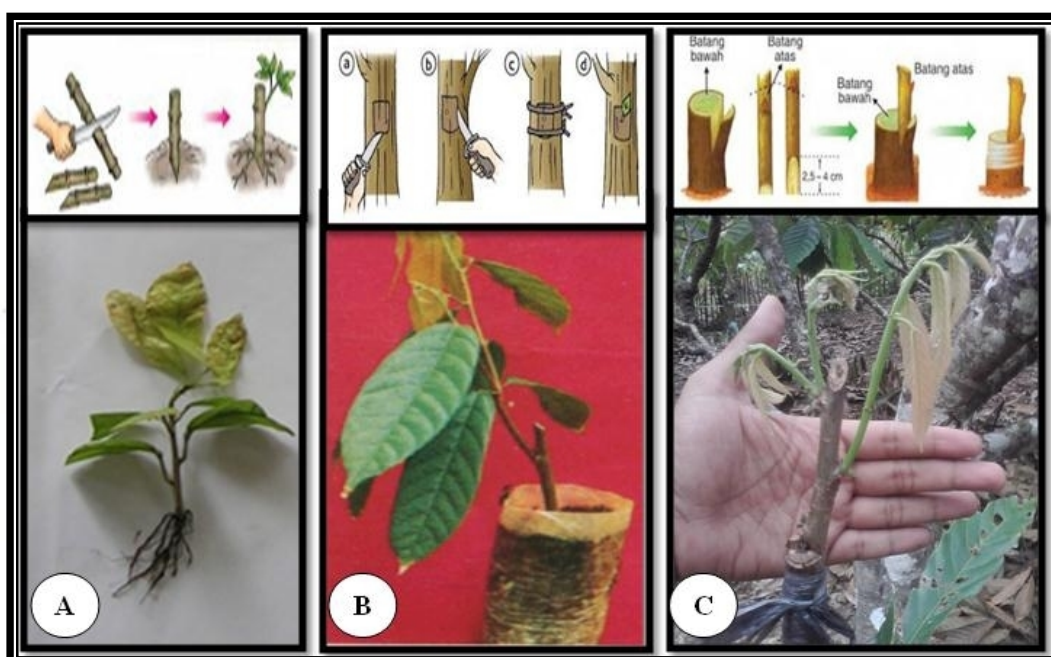 a
b
c
d
Batang
bawah
Batang
atas
Batang
bawah
Batang atas
2,5 – 4 cm
A
B
C